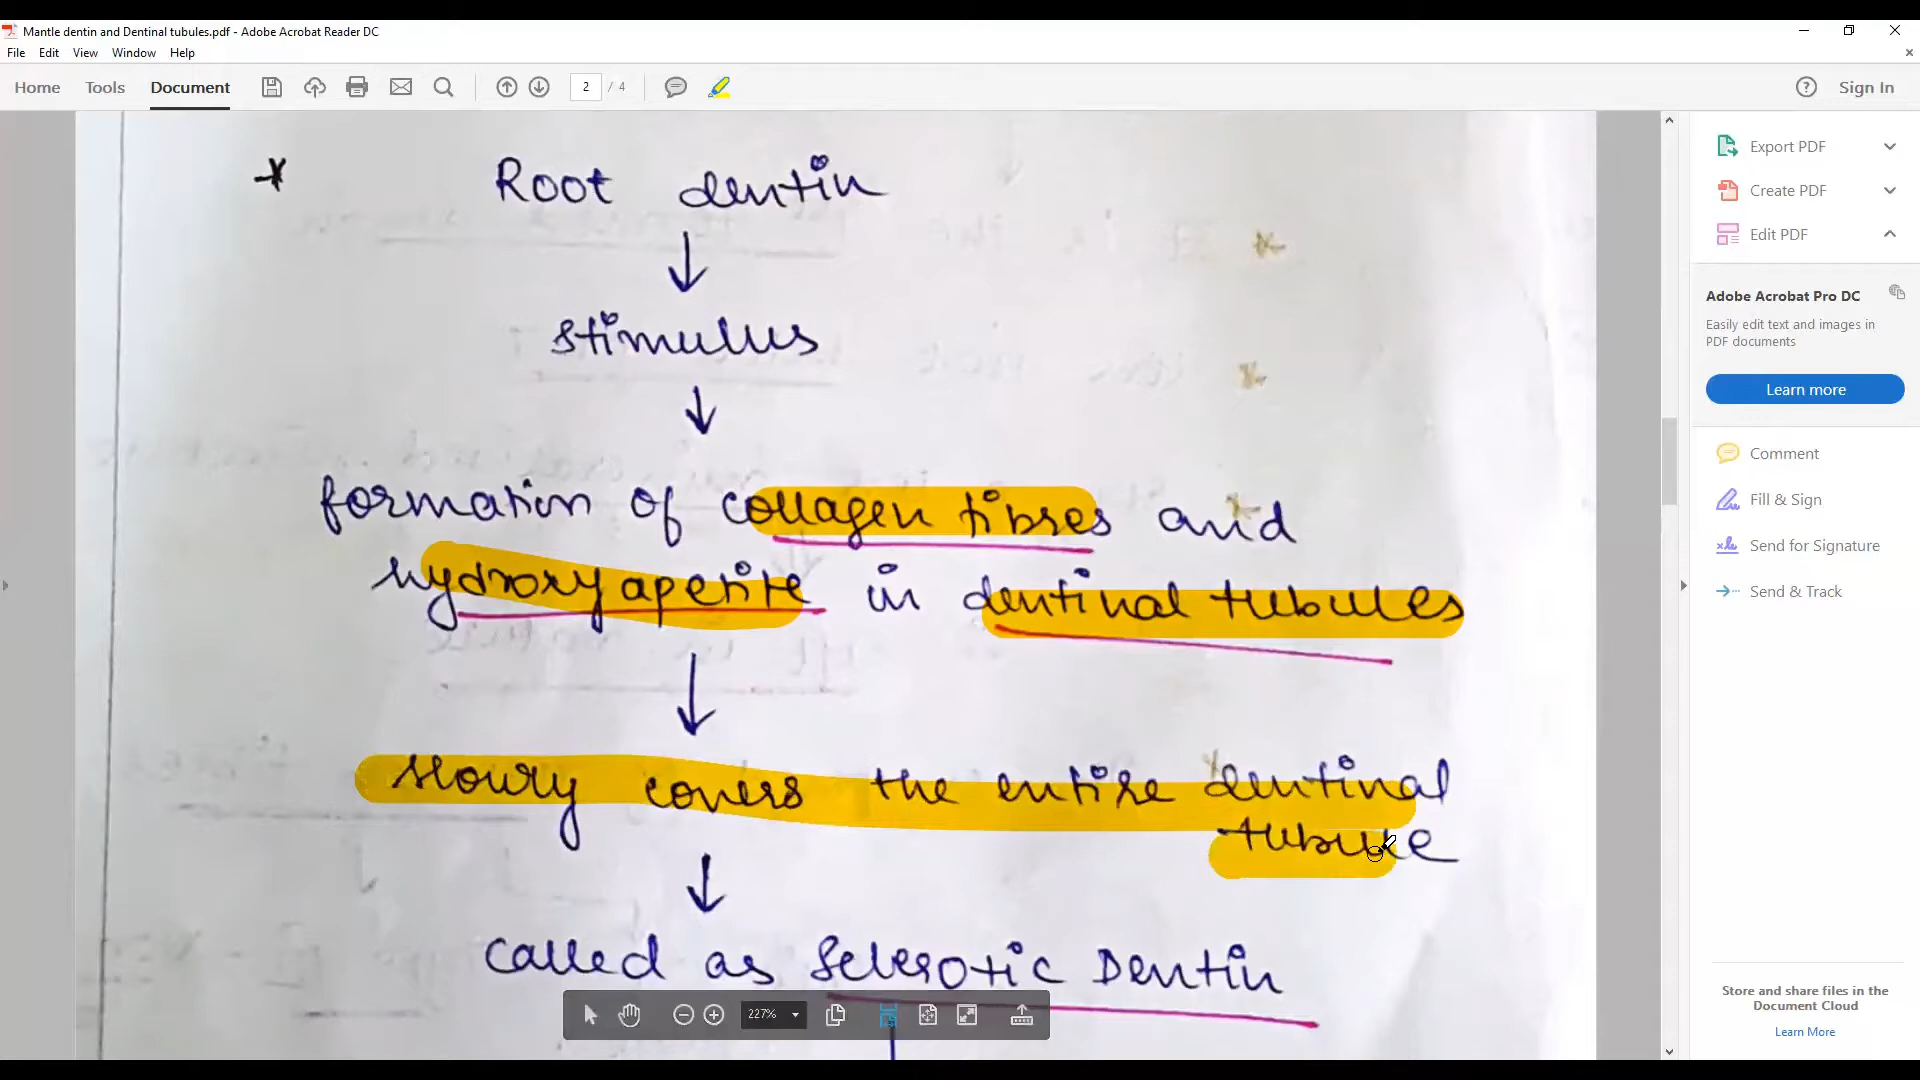 Mantle dentin and Dentinal tubules.pdf - Adobe Acrobat Reader DC
File Edit View Window Help
Home Tools Document 2 / 4 Sign In
Export PDF
Create PDF
Edit PDF
Adobe Acrobat Pro DC
Easily edit text and images in
PDF documents
Learn more
Comment
Fill & Sign
Send for Signature
Send & Track
Store and share files in the
Document Cloud
Learn More
* Root dentin
↓
Stimulus
↓
formation of collagen fibres and
hydroxyapetite in dentinal tubules
↓
slowry covers the entire dentinal
tubule
↓
called as Sclerotic Dentin
227%